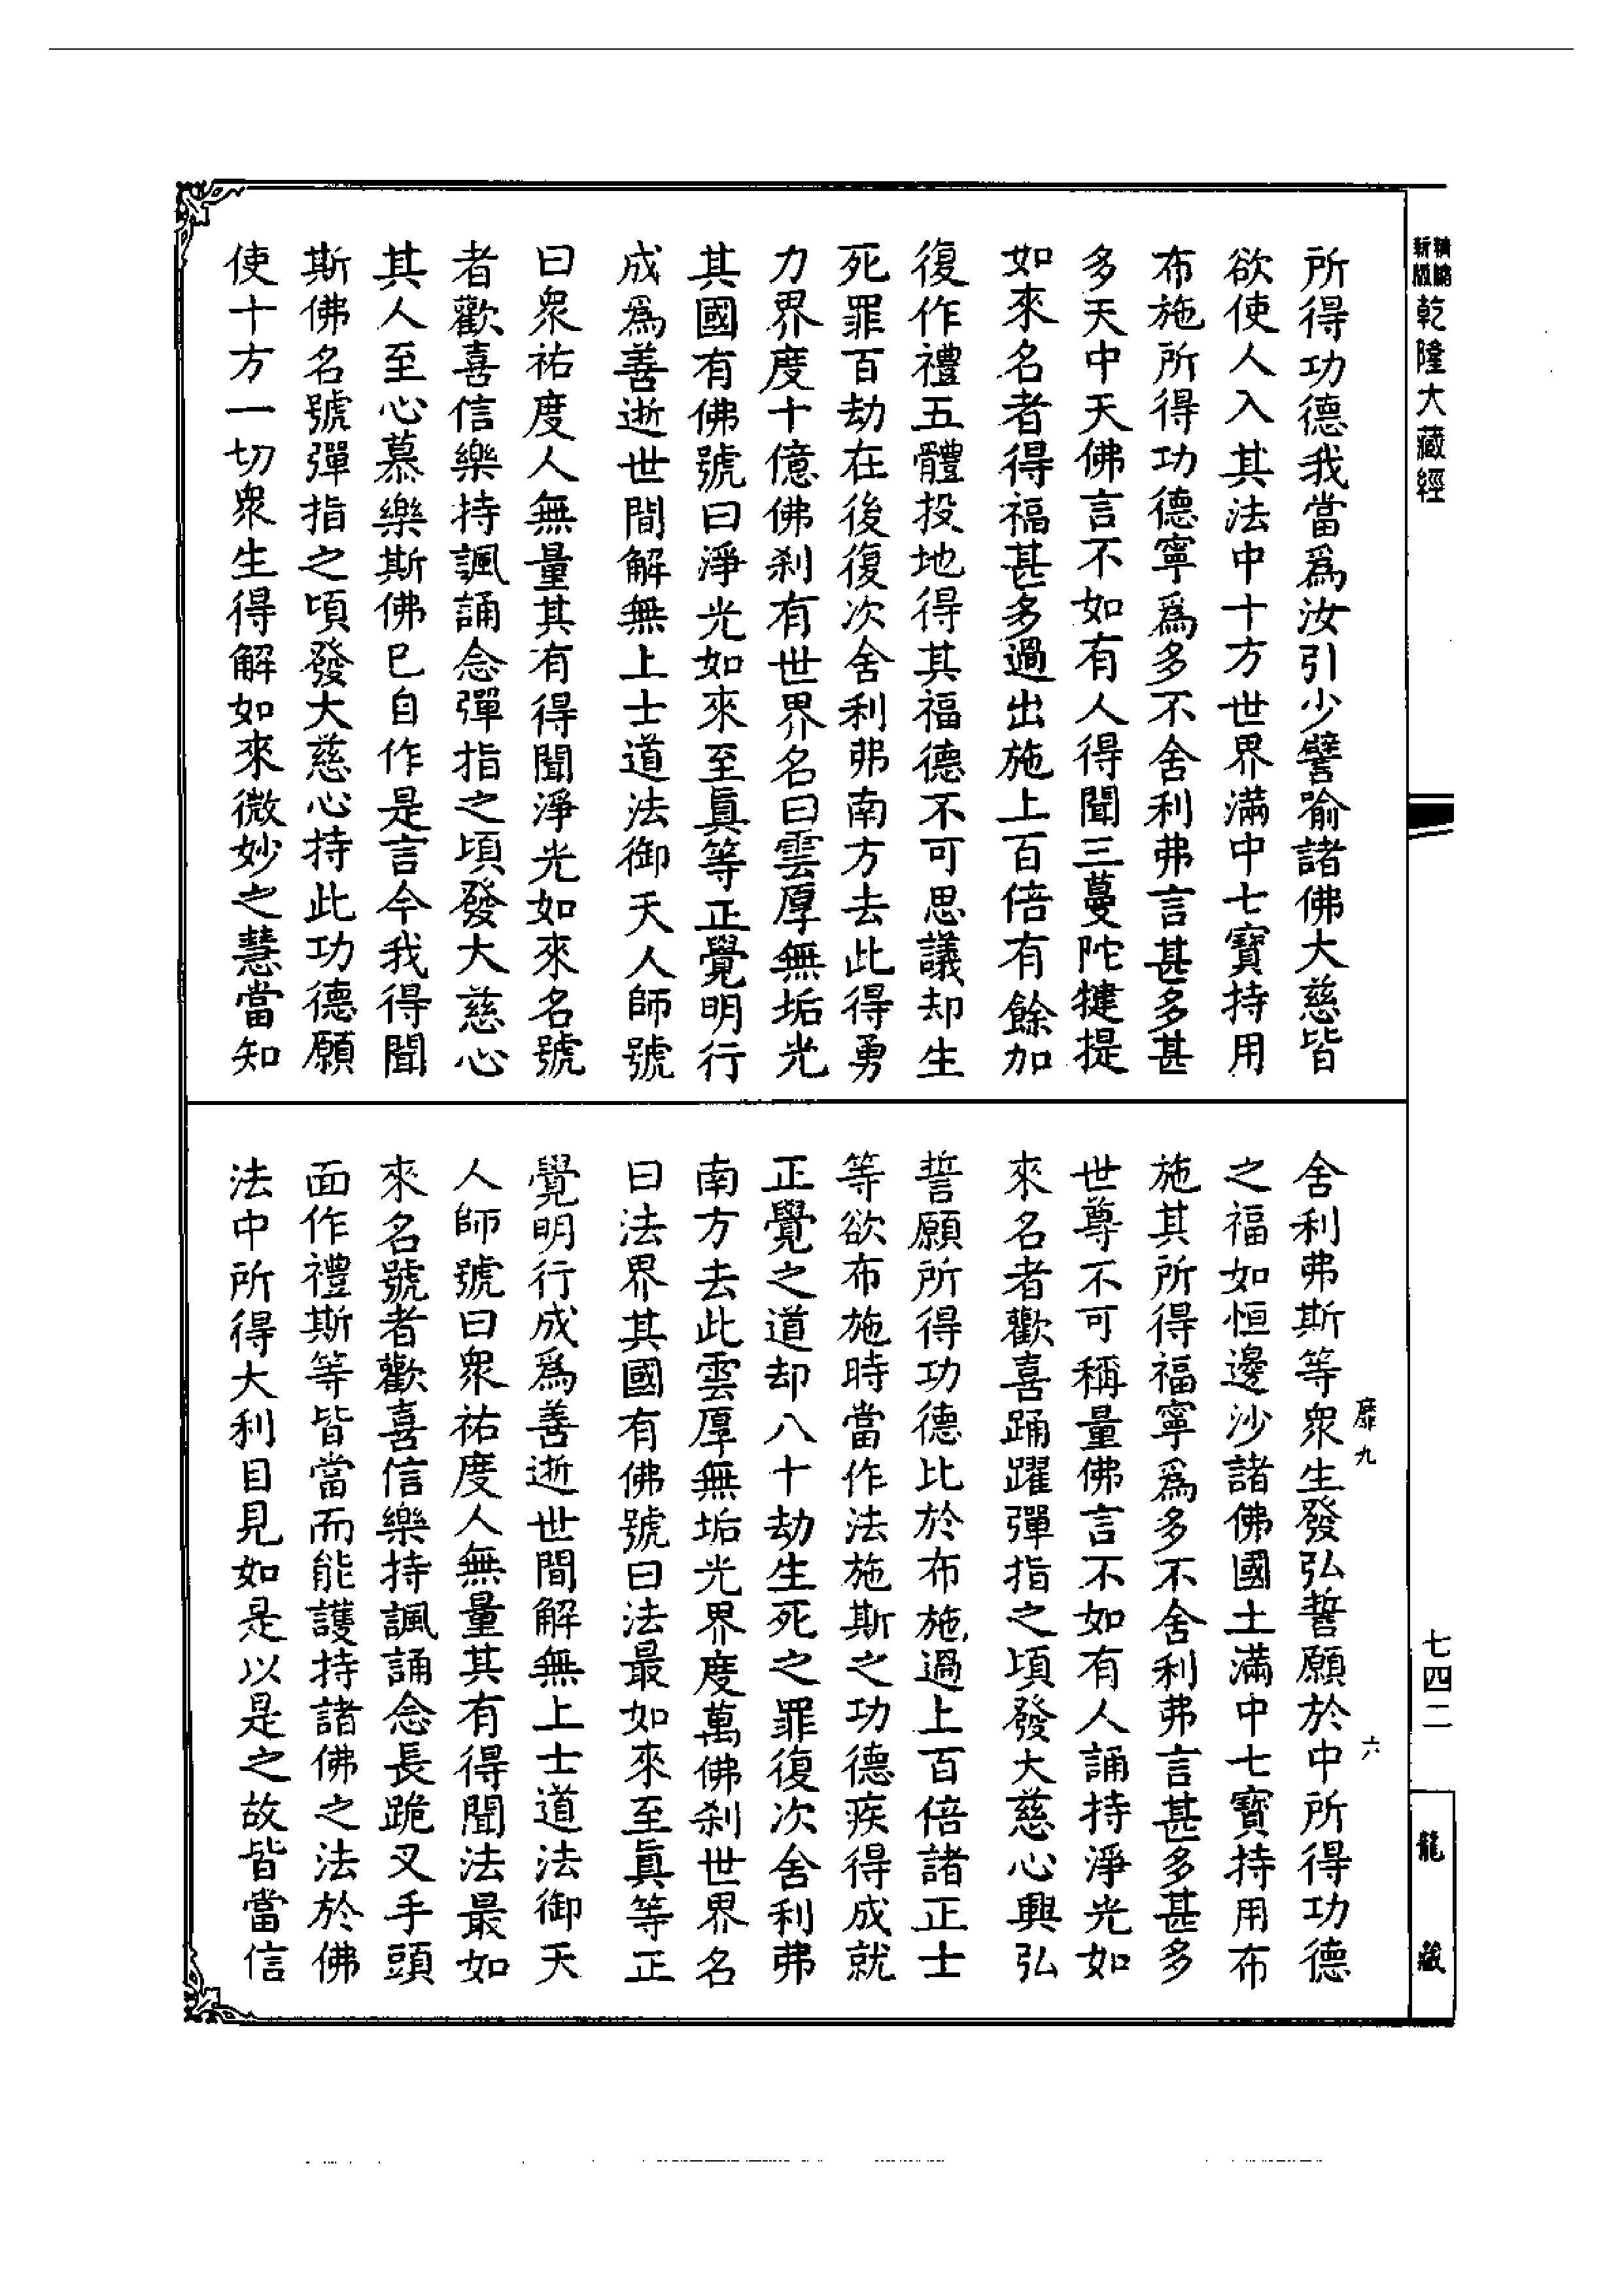 新版
精縮
乾隆大藏經
所得功德我當爲汝引少譬喻諸佛大慈皆
欲使人入其法中十方世界滿中七寶持用
布施所得功德寧爲多不舍利弗言甚多甚
多天中天佛言不如有人得聞三蔓陀犍提
如來名者得福甚多過出施上百倍有餘加
復作禮五體投地得其福德不可思議却生
死罪百劫在後復次舍利弗南方去此得勇
力界度十億佛刹有世界名曰雲厚無垢光
其國有佛號曰淨光如來至眞等正覺明行
成爲善逝世間解無上士道法御天人師號
曰衆祐度人無量其有得聞淨光如來名號
者歡喜信樂持諷誦念彈指之頃發大慈心
其人至心慕樂斯佛已自作是言今我得聞
斯佛名號彈指之頃發大慈心持此功德願
使十方一切衆生得解如來微妙之慧當知
靡九
六
舍利弗斯等衆生發弘誓願於中所得功德
之福如恒邊沙諸佛國土滿中七寶持用布
施其所得福寧爲多不舍利弗言甚多甚多
世尊不可稱量佛言不如有人誦持淨光如
來名者歡喜踊躍彈指之頃發大慈心興弘
誓願所得功德比於布施過上百倍諸正士
等欲布施時當作法施斯之功德疾得成就
正覺之道却八十劫生死之罪復次舍利弗
南方去此雲厚無垢光界度萬佛刹世界名
曰法界其國有佛號曰法最如來至眞等正
覺明行成爲善逝世間解無上士道法御天
人師號曰衆祐度人無量其有得聞法最如
來名號者歡喜信樂持諷誦念長跪叉手頭
面作禮斯等皆當而能護持諸佛之法於佛
法中所得大利目見如是以是之故皆當信
七四二
龍藏